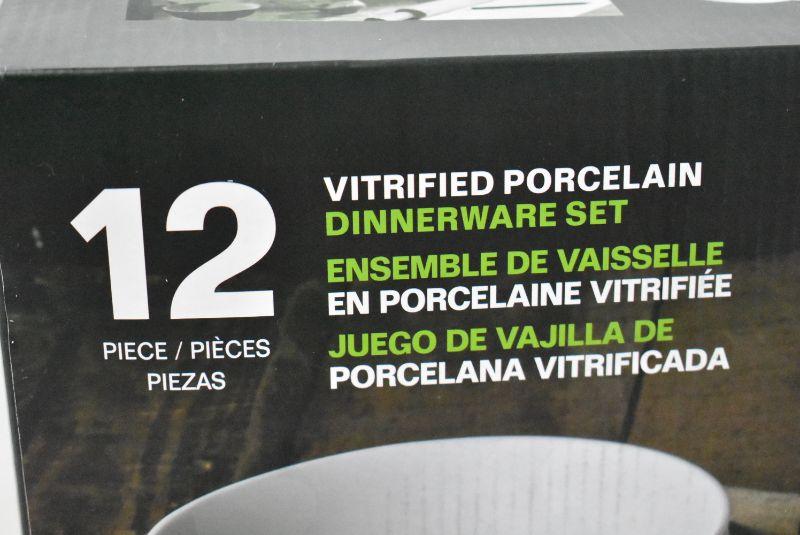 12
PIECE / PIÈCES
PIEZAS
VITRIFIED PORCELAIN
DINNERWARE SET
ENSEMBLE DE VAISSELLE
EN PORCELAINE VITRIFIÉE
JUEGO DE VAJILLA DE
PORCELANA VITRIFICADA